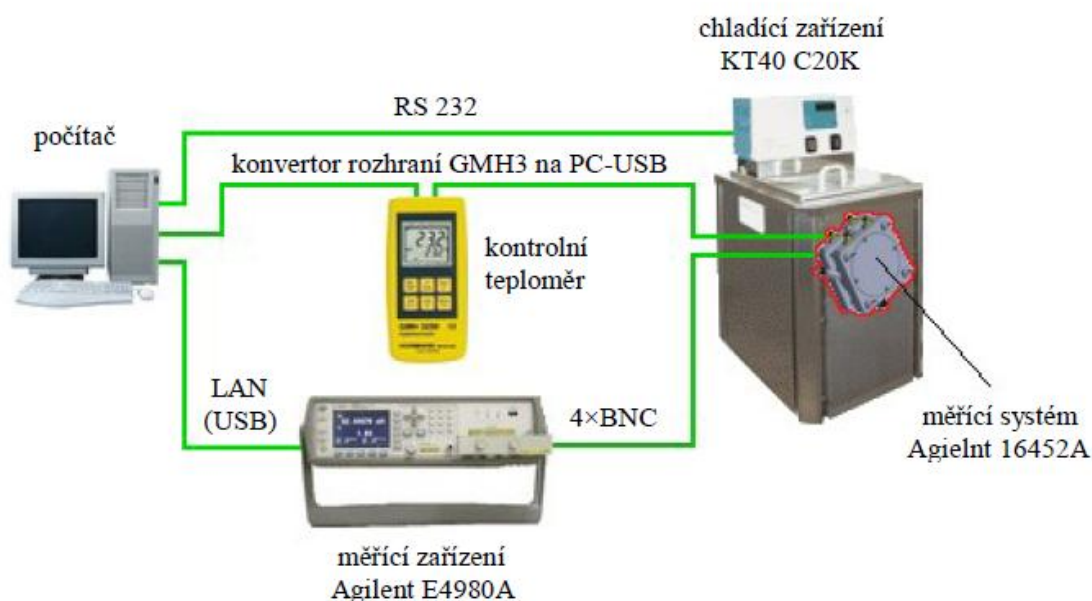 chladící zařízení
KT40 C20K
RS 232
počítač
konvertor rozhraní GMH3 na PC-USB
kontrolní
teploměr
LAN
(USB)
4×BNC
měřící systém
Agielnt 16452A
měřící zařízení
Agilent E4980A